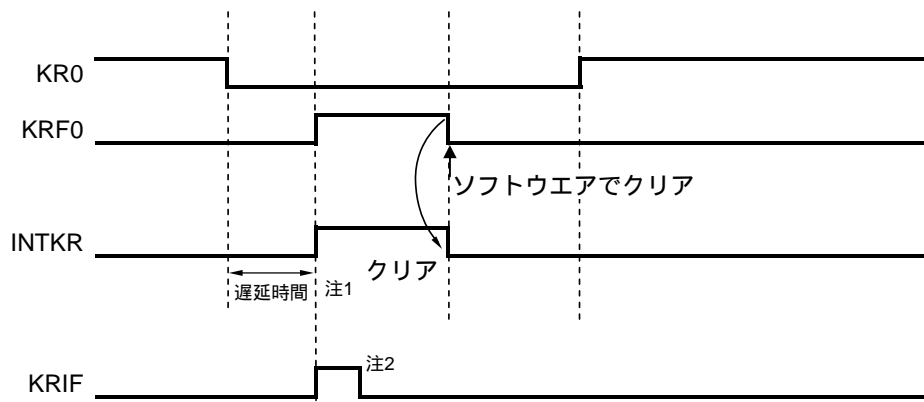 KR0
KRF0
ソフトウエアでクリア
INTKR
クリア
遅延時間 注1
KRIF 注2